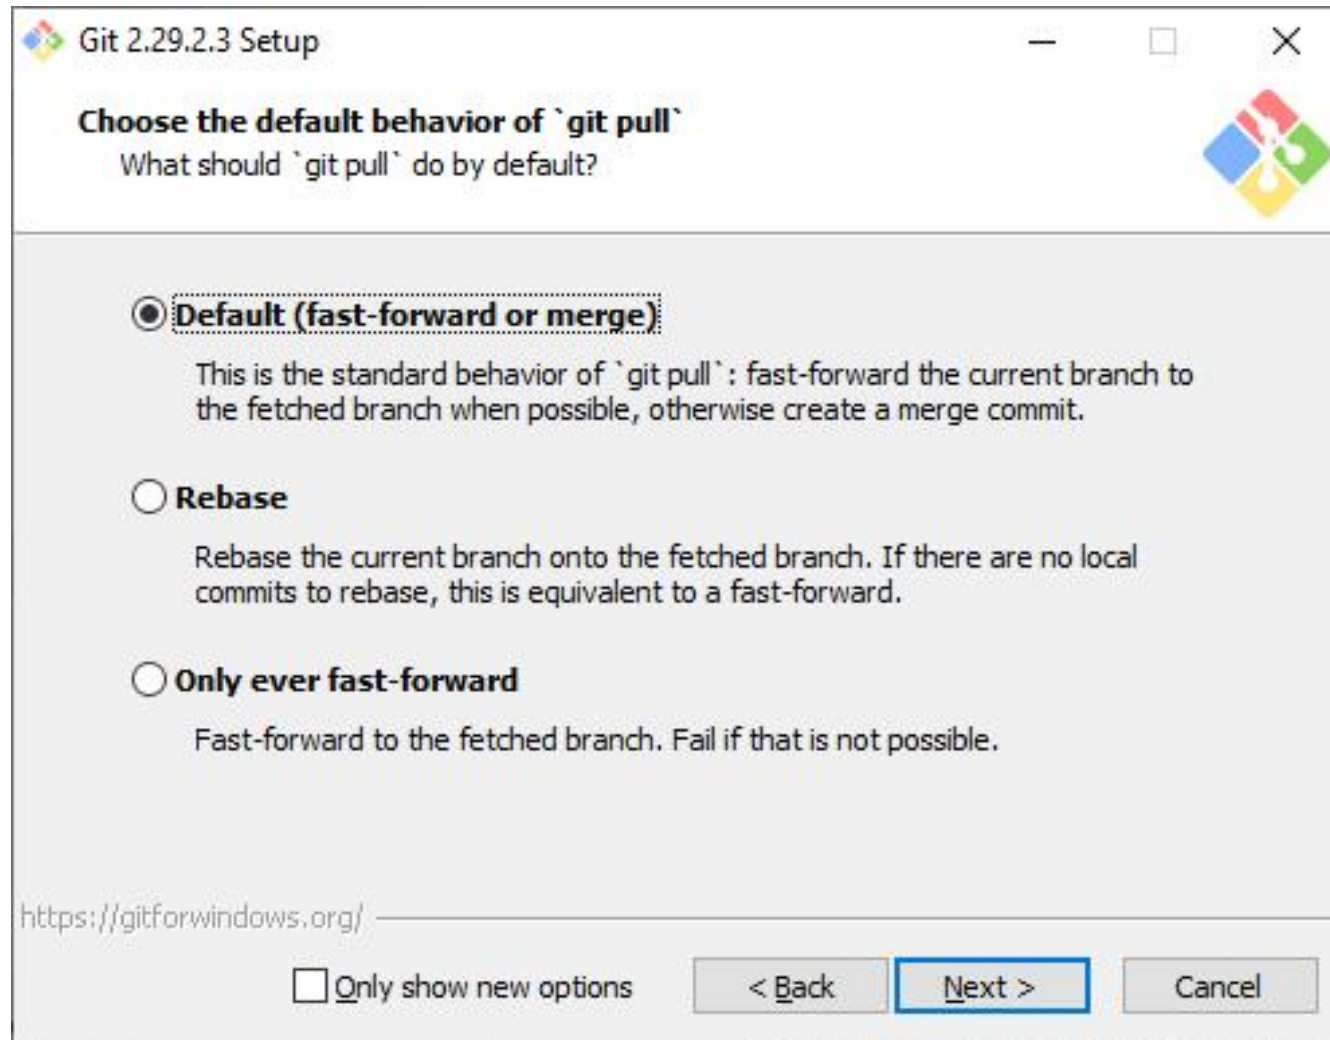 Git 2.29.2.3 Setup
Choose the default behavior of `git pull`
What should `git pull` do by default?
Default (fast-forward or merge)
This is the standard behavior of `git pull`: fast-forward the current branch to
the fetched branch when possible, otherwise create a merge commit.
Rebase
Rebase the current branch onto the fetched branch. If there are no local
commits to rebase, this is equivalent to a fast-forward.
Only ever fast-forward
Fast-forward to the fetched branch. Fail if that is not possible.
https://gitforwindows.org/
Only show new options
< Back
Next >
Cancel